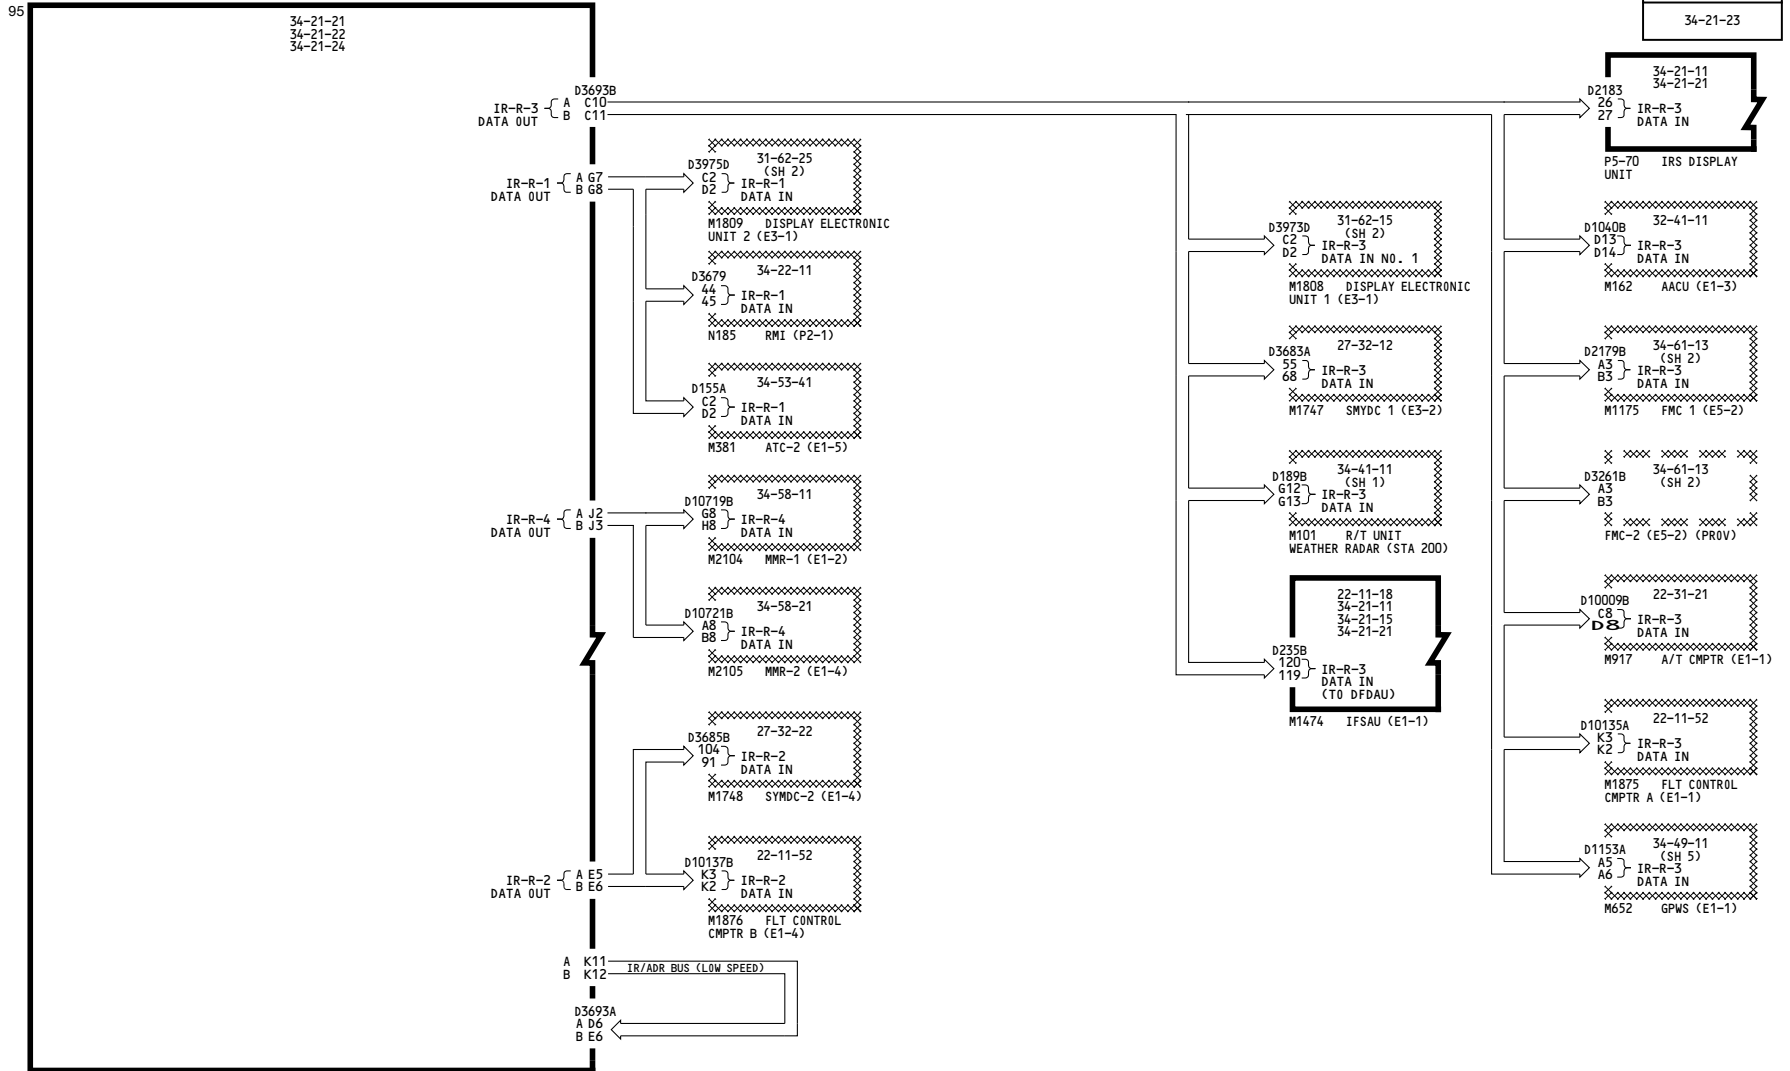 95
34-21-21
34-21-22
34-21-24
34-21-23
D3693B
IR-R-3 { A C10
DATA OUT B C11
IR-R-1 { A G7
DATA OUT B G8
IR-R-4 { A J2
DATA OUT B J3
IR-R-2 { A E5
DATA OUT B E6
A K11
B K12
IR/ADR BUS (LOW SPEED)
D3693A
A D6
B E6
D3975D
31-62-25
(SH 2)
C2
D2 } IR-R-1
DATA IN
M1809 DISPLAY ELECTRONIC
UNIT 2 (E3-1)
D3679
34-22-11
44
45 } IR-R-1
DATA IN
N185 RMI (P2-1)
D155A
34-53-41
C2
D2 } IR-R-1
DATA IN
M381 ATC-2 (E1-5)
D10719B
34-58-11
G8
H8 } IR-R-4
DATA IN
M2104 MMR-1 (E1-2)
D10721B
34-58-21
A8
B8 } IR-R-4
DATA IN
M2105 MMR-2 (E1-4)
D3685B
27-32-22
104
91 } IR-R-2
DATA IN
M1748 SYMDC-2 (E1-4)
D10137B
22-11-52
K3
K2 } IR-R-2
DATA IN
M1876 FLT CONTROL
CMPTR B (E1-4)
D3973D
31-62-15
(SH 2)
C2
D2 } IR-R-3
DATA IN NO. 1
M1808 DISPLAY ELECTRONIC
UNIT 1 (E3-1)
D3683A
27-32-12
55
68 } IR-R-3
DATA IN
M1747 SMYDC 1 (E3-2)
D189B
34-41-11
(SH 1)
G12
G13 } IR-R-3
DATA IN
M101 R/T UNIT
WEATHER RADAR (STA 200)
22-11-18
34-21-11
34-21-15
34-21-21
D235B
120
119 } IR-R-3
DATA IN
(TO DFDAU)
M1474 IFSAU (E1-1)
34-21-11
34-21-21
D2183
26
27 } IR-R-3
DATA IN
P5-70 IRS DISPLAY
UNIT
D1040B
32-41-11
D13
D14 } IR-R-3
DATA IN
M162 AACU (E1-3)
D2179B
34-61-13
(SH 2)
A3
B3 } IR-R-3
DATA IN
M1175 FMC 1 (E5-2)
D3261B
34-61-13
(SH 2)
A3
B3
FMC-2 (E5-2) (PROV)
D10009B
22-31-21
C8
D8 } IR-R-3
DATA IN
M917 A/T CMPTR (E1-1)
D10135A
22-11-52
K3
K2 } IR-R-3
DATA IN
M1875 FLT CONTROL
CMPTR A (E1-1)
D1153A
34-49-11
(SH 5)
A5
A6 } IR-R-3
DATA IN
M652 GPWS (E1-1)